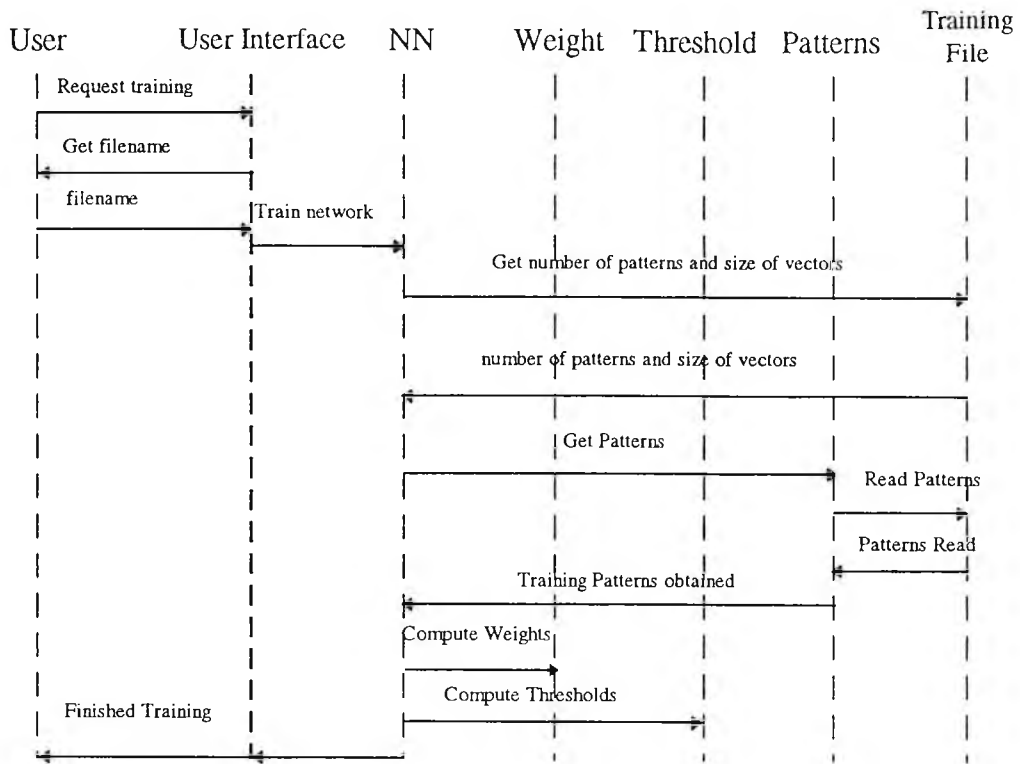 User
User Interface
NN
Weight
Threshold
Patterns
Training
File
Request training
Get filename
filename
Train network
Get number of patterns and size of vectors
number of patterns and size of vectors
Get Patterns
Read Patterns
Patterns Read
Training Patterns obtained
Compute Weights
Compute Thresholds
Finished Training